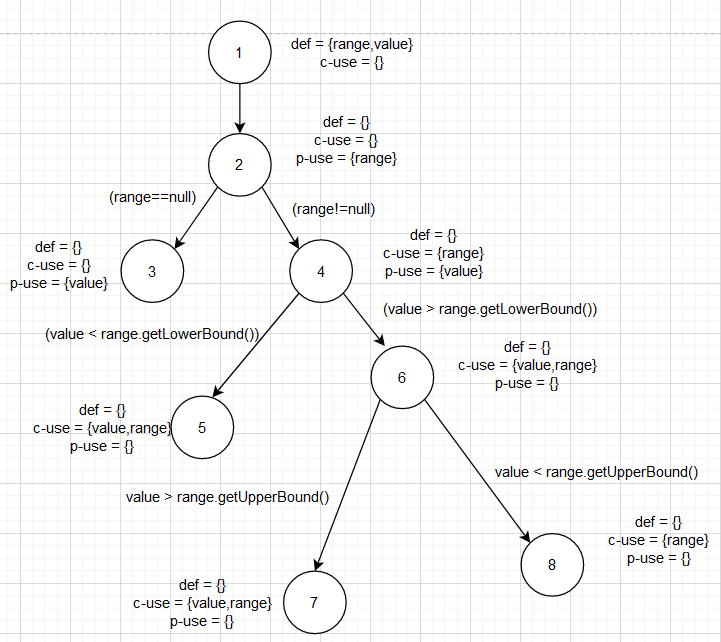 1
def = {range,value}
c-use = {}
def = {}
c-use = {}
p-use = {range}
2
(range==null)
(range!=null)
def = {}
c-use = {}
p-use = {value}
3
4
def = {}
c-use = {range}
p-use = {value}
(value < range.getLowerBound())
(value > range.getLowerBound())
6
def = {}
c-use = {value,range}
p-use = {}
def = {}
c-use = {value,range}
p-use = {}
5
value > range.getUpperBound()
value < range.getUpperBound()
8
def = {}
c-use = {range}
p-use = {}
def = {}
c-use = {value,range}
p-use = {}
7